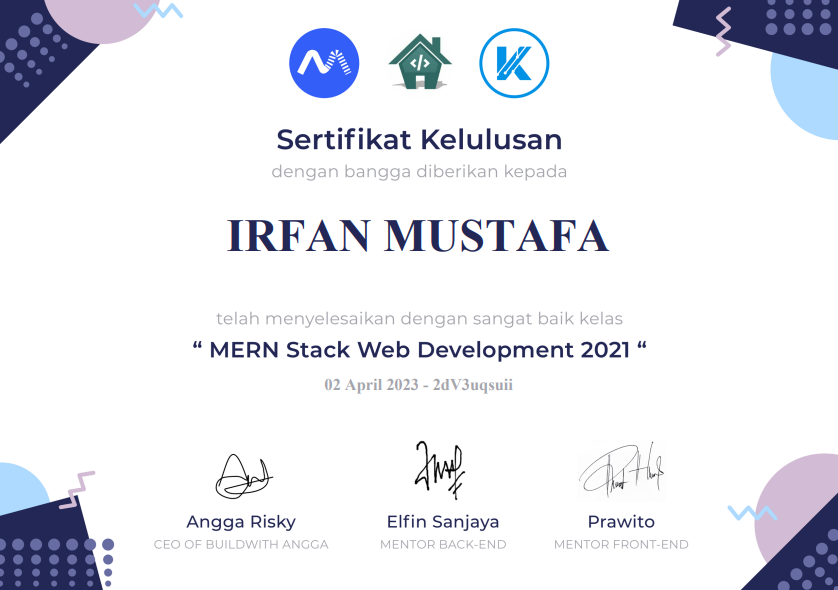 </>
Sertifikat Kelulusan
dengan bangga diberikan kepada
IRFAN MUSTAFA
telah menyelesaikan dengan sangat baik kelas
“ MERN Stack Web Development 2021 “
02 April 2023 - 2dV3uqsuii
Angga Risky
CEO OF BUILDWITH ANGGA
Elfin Sanjaya
MENTOR BACK-END
Prawito
MENTOR FRONT-END